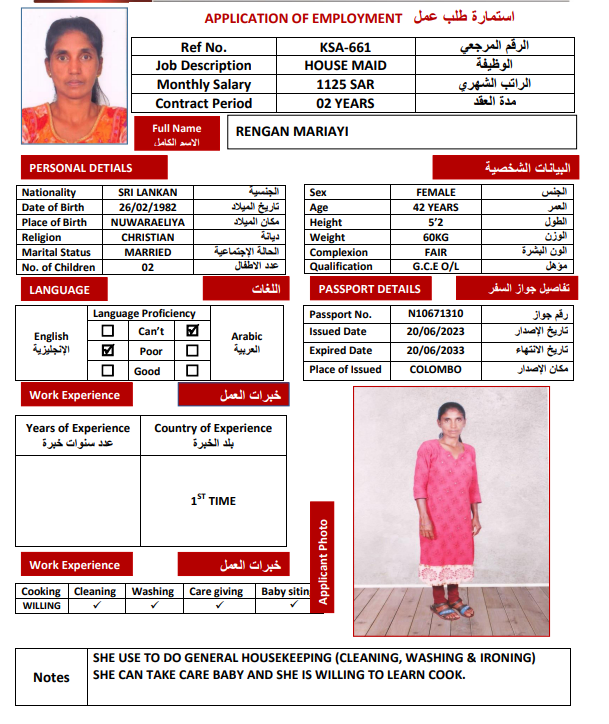 APPLICATION OF EMPLOYMENT استمارة طلب عمل
Ref No. KSA-661 الرقم المرجعي
Job Description HOUSE MAID الوظيفة
Monthly Salary 1125 SAR الراتب الشهري
Contract Period 02 YEARS مدة العقد
Full Name RENGAN MARIAYI
الاسم الكامل
PERSONAL DETIALS البيانات الشخصية
Nationality SRI LANKAN الجنسية
Date of Birth 26/02/1982 تاريخ الميلاد
Place of Birth NUWARAELIYA مكان الميلاد
Religion CHRISTIAN ديانة
Marital Status MARRIED الحالة الإجتماعية
No. of Children 02 عدد الاطفال
Sex FEMALE الجنس
Age 42 YEARS العمر
Height 5'2 الطول
Weight 60KG الوزن
Complexion FAIR الون البشرة
Qualification G.C.E O/L مؤهل
LANGUAGE اللغات
Language Proficiency
English Can't Arabic
الإنجليزية Poor العربية
Good
PASSPORT DETAILS تفاصيل جواز السفر
Passport No. N10671310 رقم جواز
Issued Date 20/06/2023 تاريخ الإصدار
Expired Date 20/06/2033 تاريخ الانتهاء
Place of Issued COLOMBO مكان الإصدار
Work Experience خبرات العمل
Years of Experience Country of Experience
عدد سنوات خبرة بلد الخبرة
1ST TIME
Work Experience خبرات العمل
Cooking Cleaning Washing Care giving Baby sitin
WILLING ✓ ✓ ✓ ✓
Applicant Photo
Notes
SHE USE TO DO GENERAL HOUSEKEEPING (CLEANING, WASHING & IRONING)
SHE CAN TAKE CARE BABY AND SHE IS WILLING TO LEARN COOK.